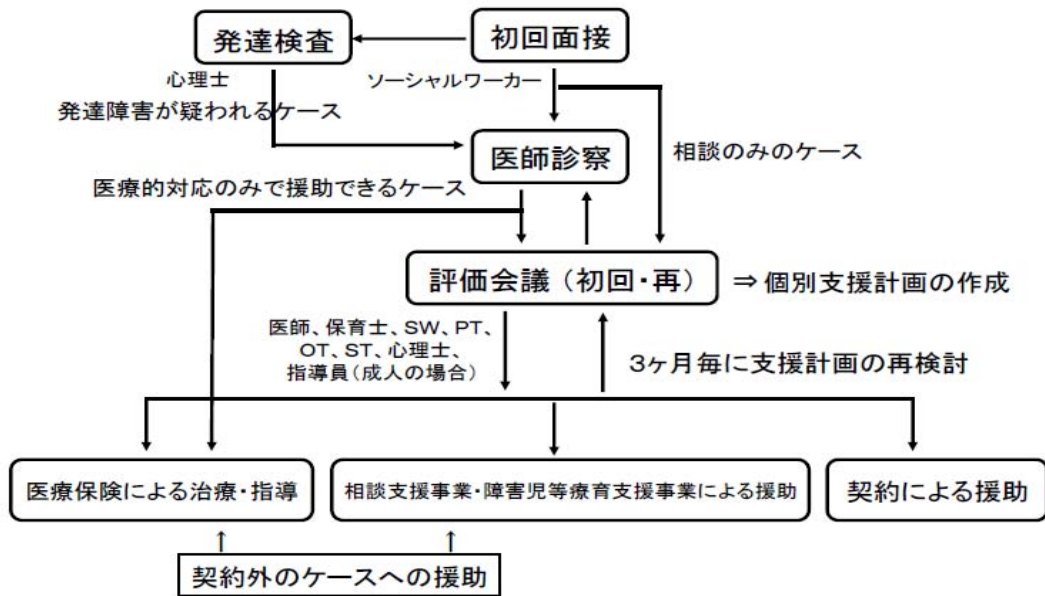 発達検査
初回面接
心理士
ソーシャルワーカー
発達障害が疑われるケース
医師診察
相談のみのケース
医療的対応のみで援助できるケース
評価会議(初回・再)
⇒個別支援計画の作成
医師、保育士、SW、PT、
OT、ST、心理士、
指導員(成人の場合)
3ヶ月毎に支援計画の再検討
医療保険による治療・指導
相談支援事業・障害児等療育支援事業による援助
契約による援助
契約外のケースへの援助